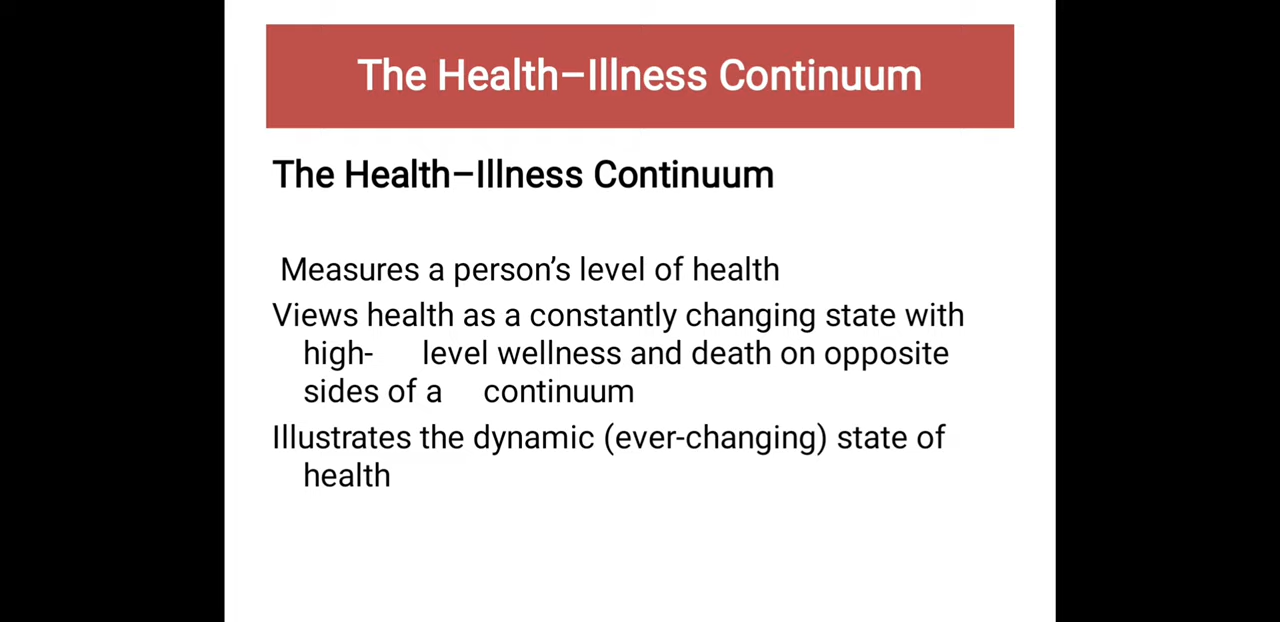 The Health–Illness Continuum
The Health–Illness Continuum
Measures a person’s level of health
Views health as a constantly changing state with
high- level wellness and death on opposite
sides of a continuum
Illustrates the dynamic (ever-changing) state of
health